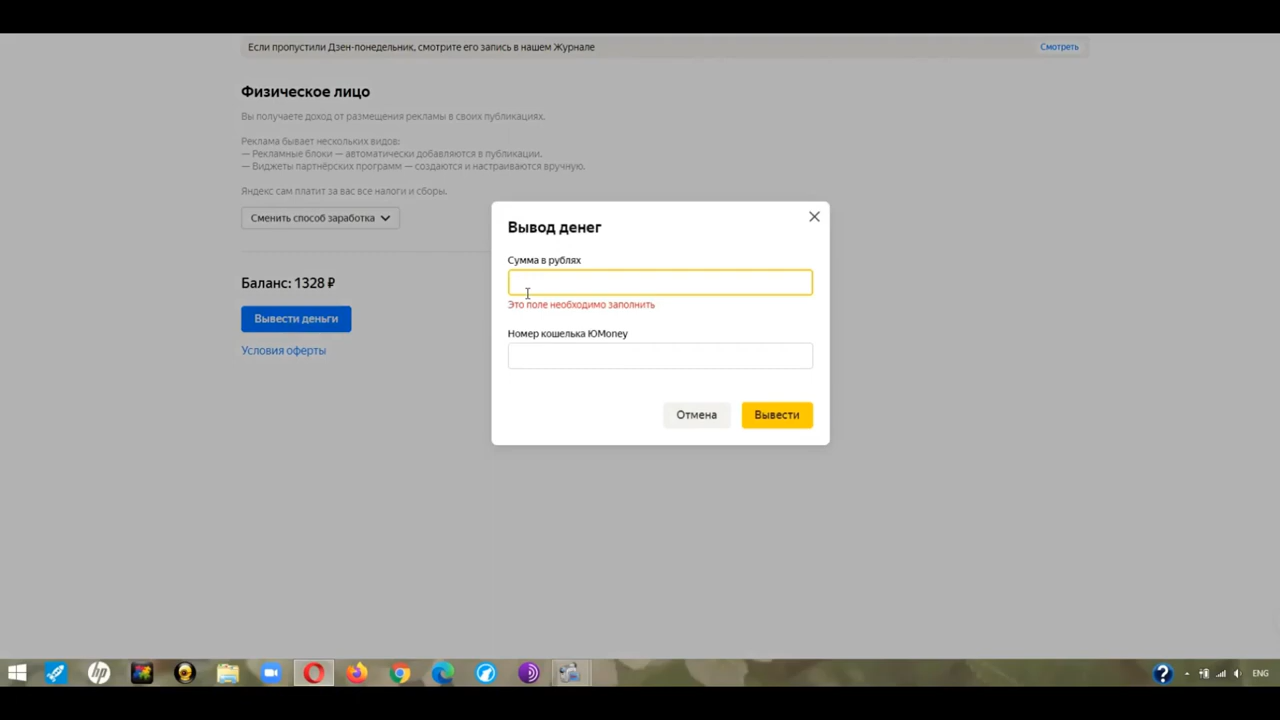 Если пропустили Дзен-понедельник, смотрите его запись в нашем Журнале
Смотреть
Физическое лицо
Вы получаете доход от размещения рекламы в своих публикациях.
Реклама бывает нескольких видов:
— Рекламные блоки — автоматически добавляются в публикации.
— Виджеты партнёрских программ — создаются и настраиваются вручную.
Яндекс сам платит за вас все налоги и сборы.
Сменить способ заработка
Баланс: 1328 ₽
Вывести деньги
Условия оферты
Вывод денег
Сумма в рублях
Это поле необходимо заполнить
Номер кошелька ЮMoney
Отмена
Вывести
hp
?
ENG